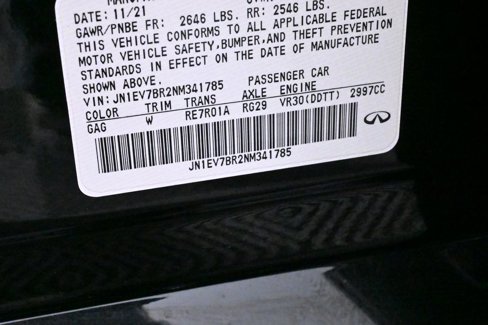 DATE: 11/21
GAWR/PNBE FR: 2646 LBS. RR: 2546 LBS.
THIS VEHICLE CONFORMS TO ALL APPLICABLE FEDERAL
MOTOR VEHICLE SAFETY,BUMPER,AND THEFT PREVENTION
STANDARDS IN EFFECT ON THE DATE OF MANUFACTURE
SHOWN ABOVE.
VIN: JN1EV7BR2NM341785 PASSENGER CAR
COLOR TRIM TRANS AXLE ENGINE
GAG W RE7R01A RG29 VR30(DDTT) 2997CC
JN1EV7BR2NM341785